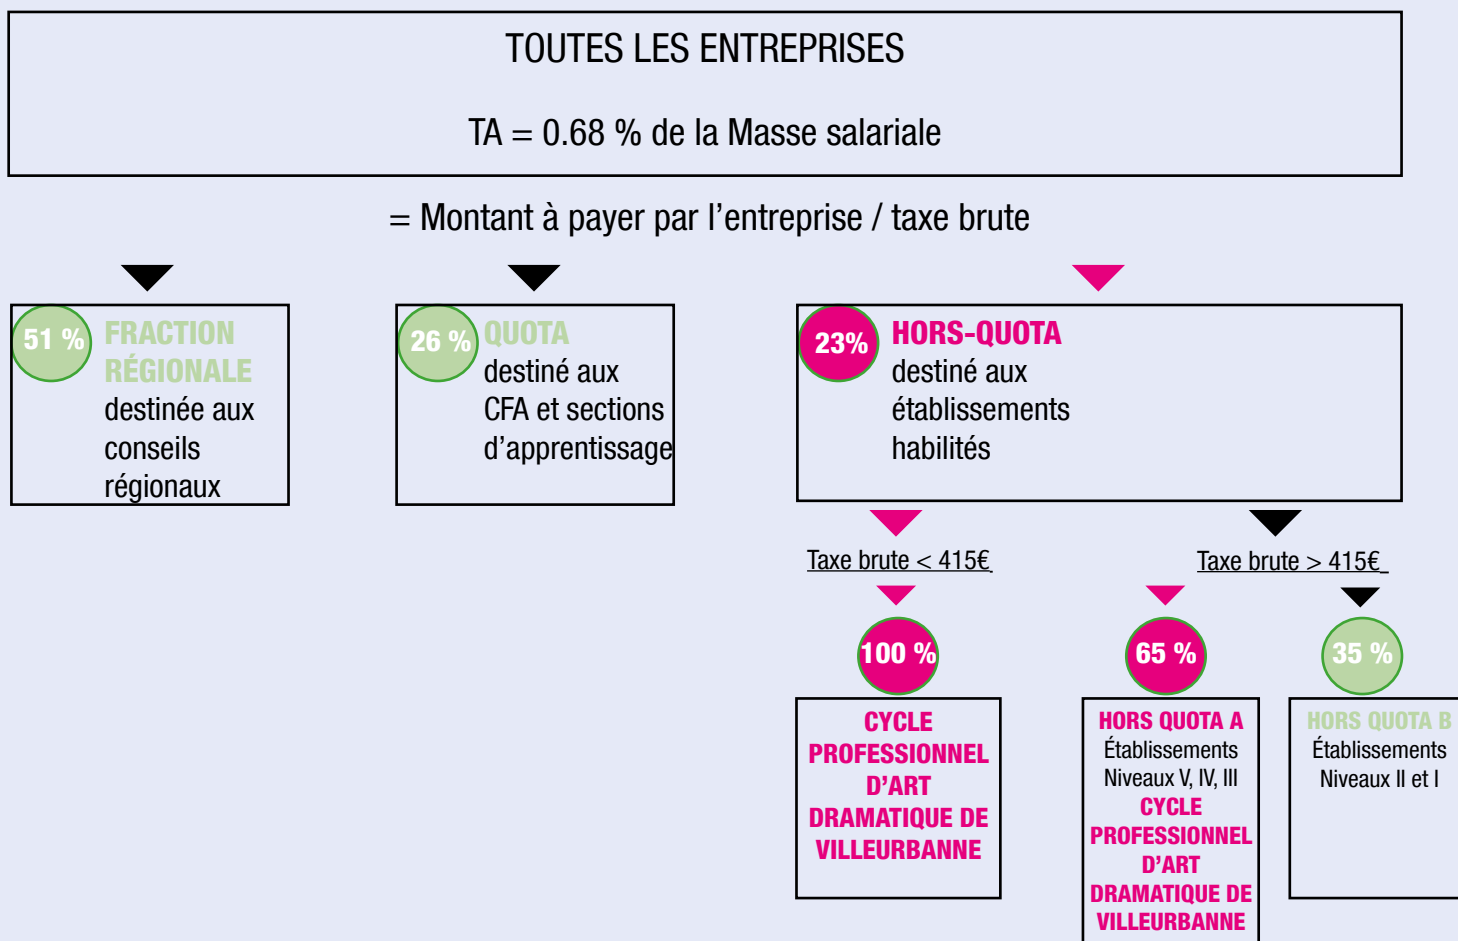 TOUTES LES ENTREPRISES
TA = 0.68 % de la Masse salariale
= Montant à payer par l’entreprise / taxe brute
51 %
FRACTION
RÉGIONALE
destinée aux
conseils
régionaux
26 %
QUOTA
destiné aux
CFA et sections
d’apprentissage
23%
HORS-QUOTA
destiné aux
établissements
habilités
Taxe brute < 415€
100 %
CYCLE
PROFESSIONNEL
D’ART
DRAMATIQUE DE
VILLEURBANNE
Taxe brute > 415€
65 %
HORS QUOTA A
Établissements
Niveaux V, IV, III
CYCLE
PROFESSIONNEL
D’ART
DRAMATIQUE DE
VILLEURBANNE
35 %
HORS QUOTA B
Établissements
Niveaux II et I